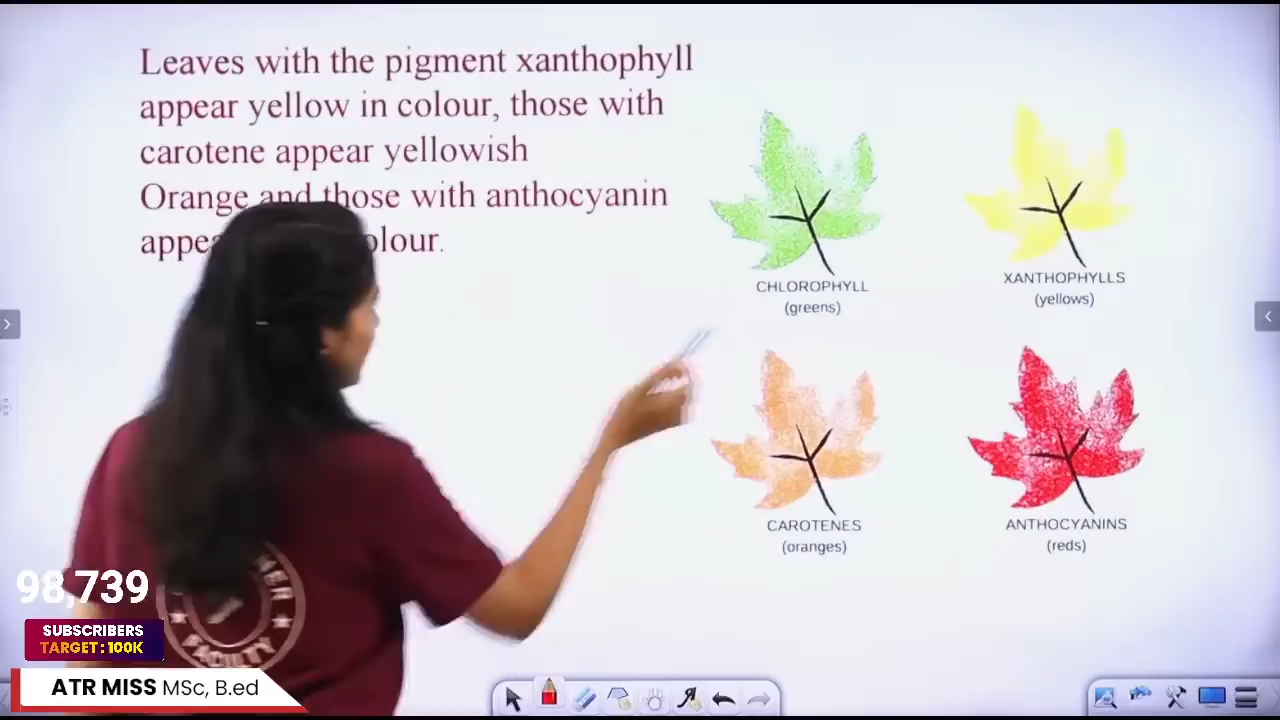 Leaves with the pigment xanthophyll
appear yellow in colour, those with
carotene appear yellowish
Orange and those with anthocyanin
olour.
CHLOROPHYLL
(greens)
XANTHOPHYLLS
(yellows)
CAROTENES
(oranges)
ANTHOCYANINS
(reds)
98,739
SUBSCRIBERS
TARGET : 100K
FACULTY
ATR MISS MSc, B.ed